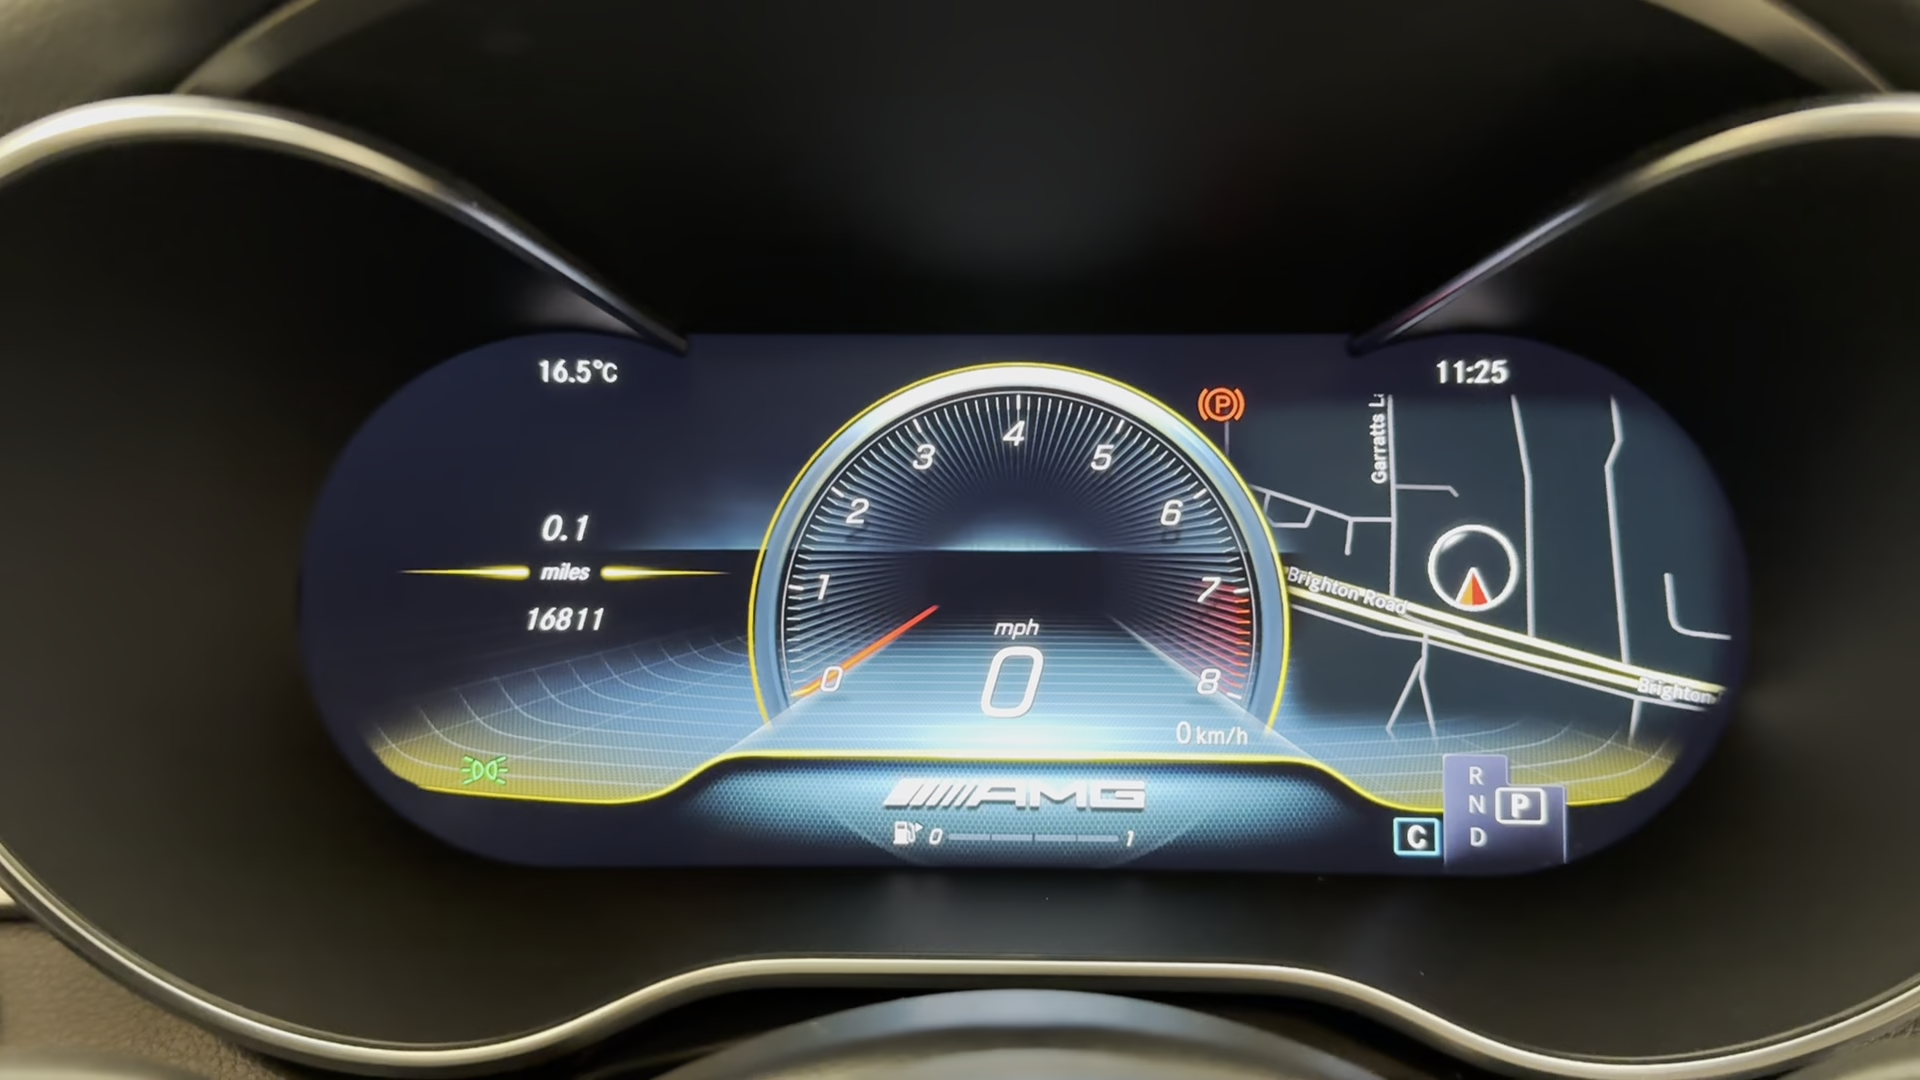 16.5°C
11:25
0.1
miles
16811
0
1
2
3
4
5
6
7
8
mph
0
0 km/h
P
Garratts L
Brighton Road
Brighton
AMG
0
1
C
R
N
D
P